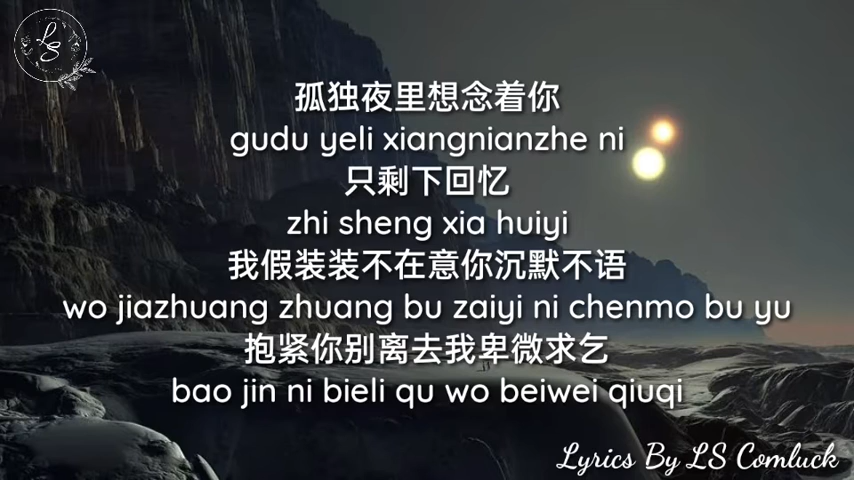 LS
孤独夜里想念着你
gudu yeli xiangnianzhe ni
只剩下回忆
zhi sheng xia huiyi
我假装装不在意你沉默不语
wo jiazhuang zhuang bu zaiyi ni chenmo bu yu
抱紧你别离去我卑微求乞
bao jin ni bieli qu wo beiwei qiuqi
Lyrics By LS Comluck